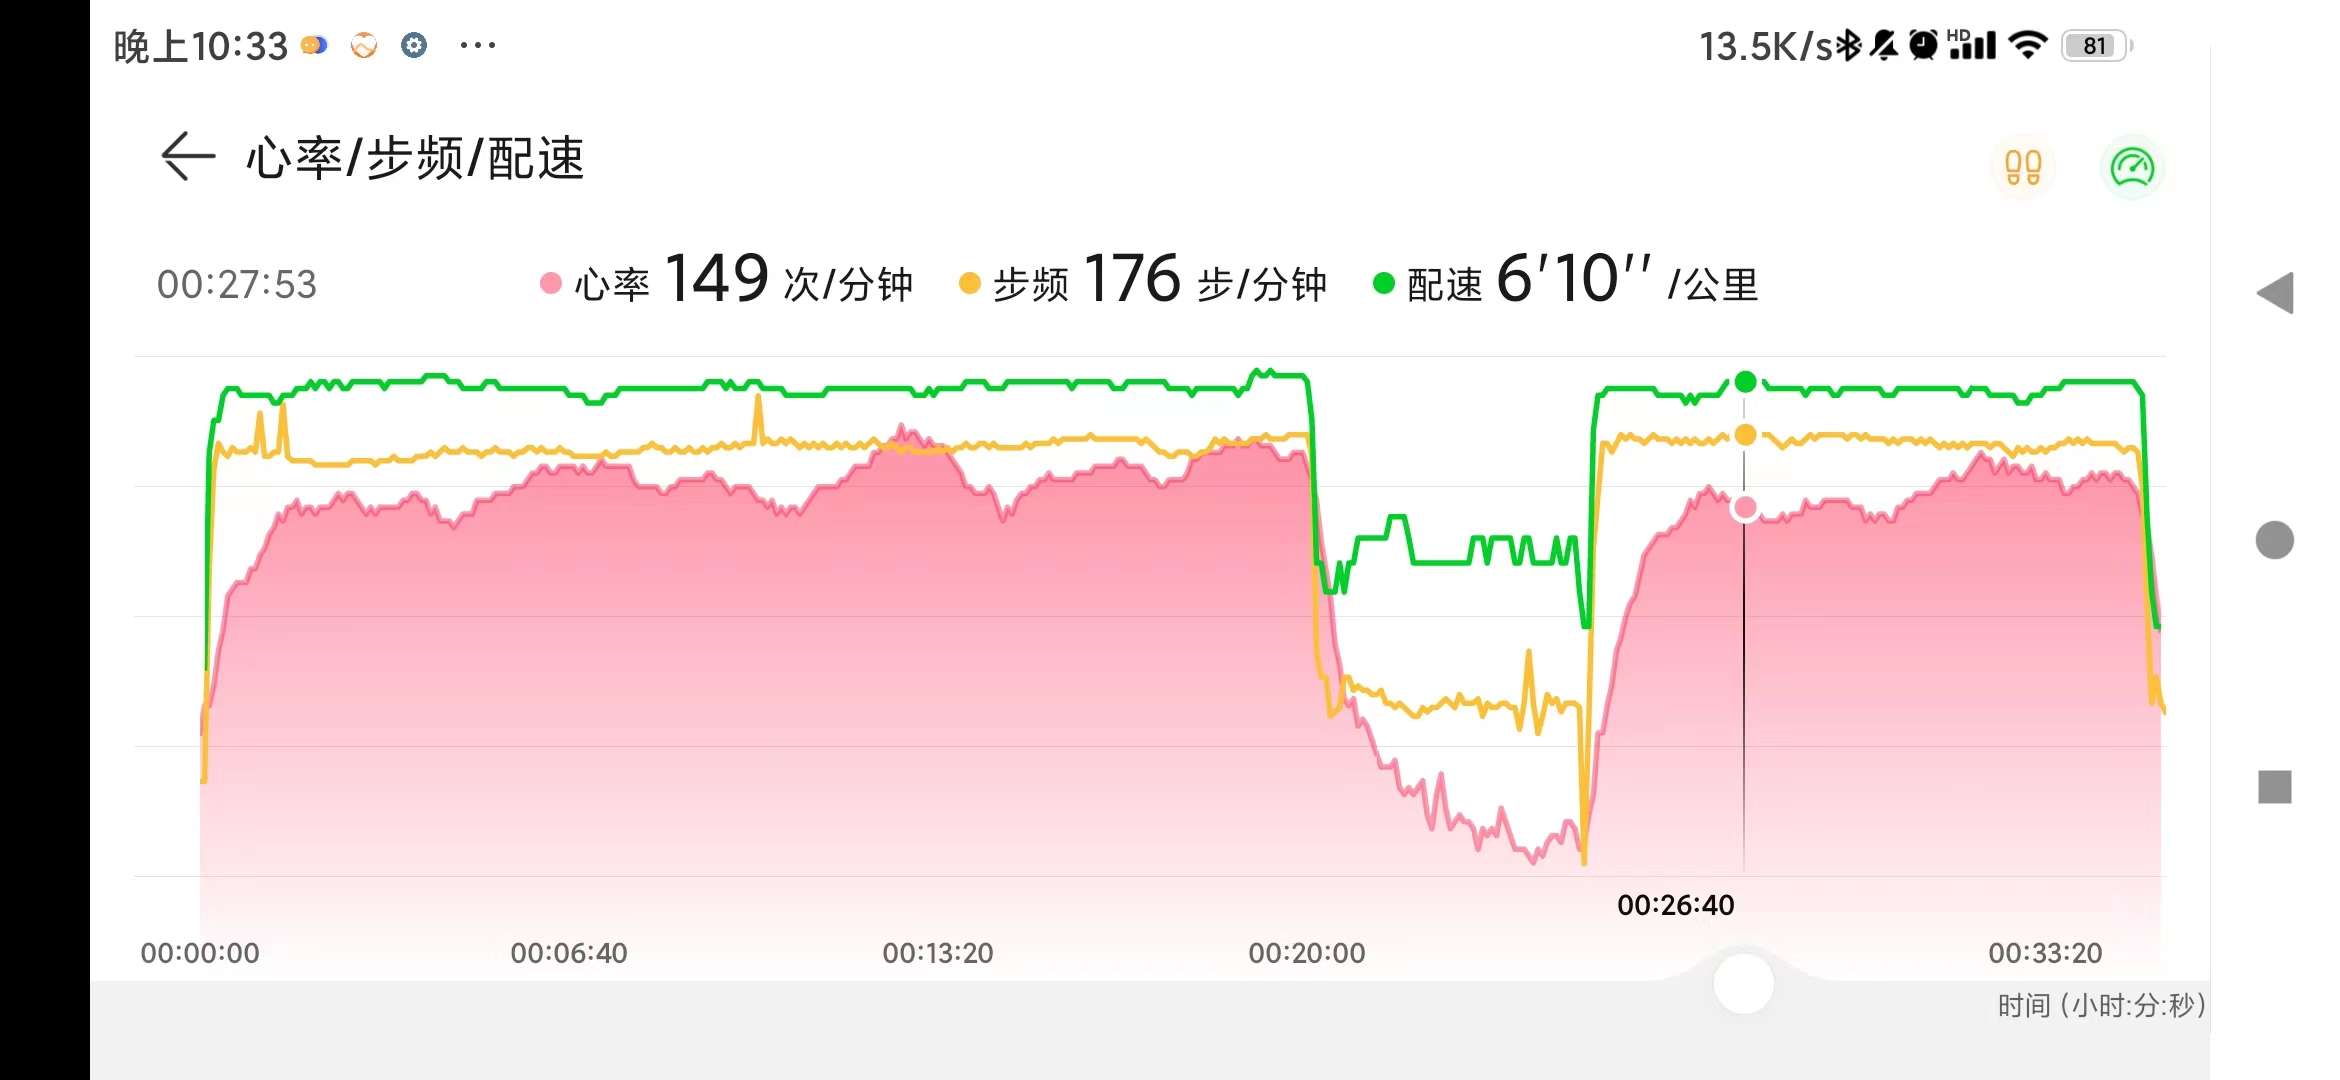 晚上10:33 ··· 13.5K/s HD 81
心率/步频/配速
00:27:53 心率 149 次/分钟 步频 176 步/分钟 配速 6'10'' /公里
00:26:40
00:00:00 00:06:40 00:13:20 00:20:00 00:33:20
时间 (小时:分:秒)